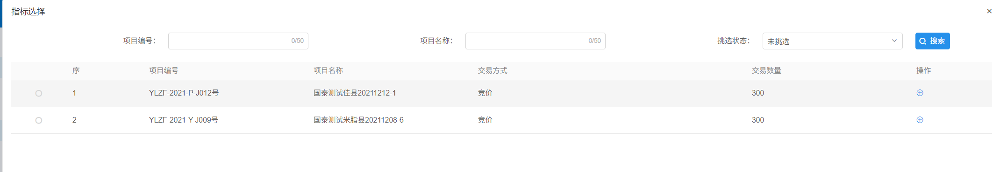 指标选择
项目编号： 0/50 项目名称： 0/50 挑选状态： 未挑选 搜索
序 项目编号 项目名称 交易方式 交易数量 操作
1 YLZF-2021-P-J012号 国泰测试佳县20211212-1 竞价 300
2 YLZF-2021-Y-J009号 国泰测试米脂县20211208-6 竞价 300